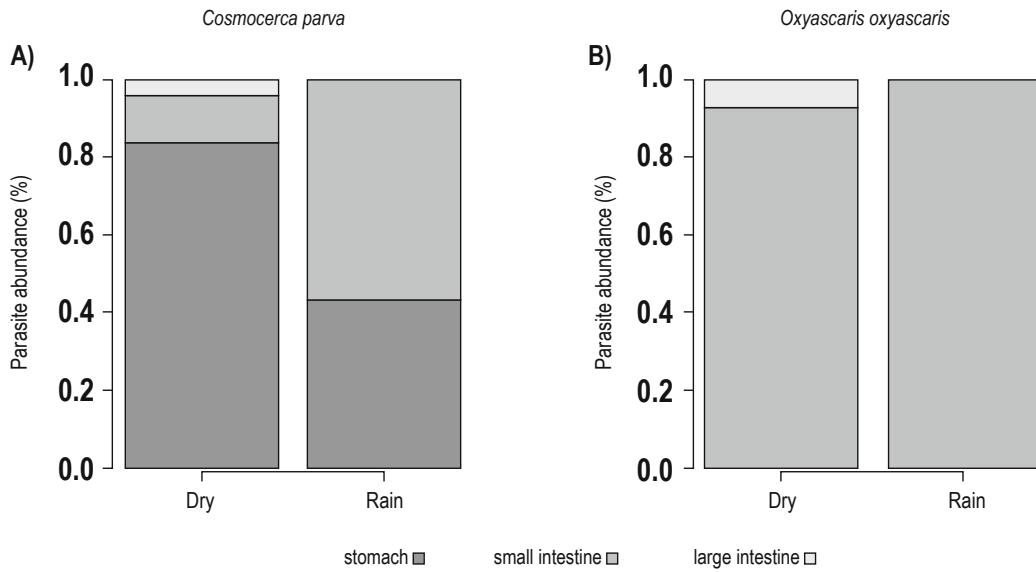 Cosmocerca parva
Oxyascaris oxyascaris
A)
Parasite abundance (%)
1.0
0.8
0.6
0.4
0.2
0.0
Dry Rain
B)
Parasite abundance (%)
1.0
0.8
0.6
0.4
0.2
0.0
Dry Rain
stomach small intestine large intestine